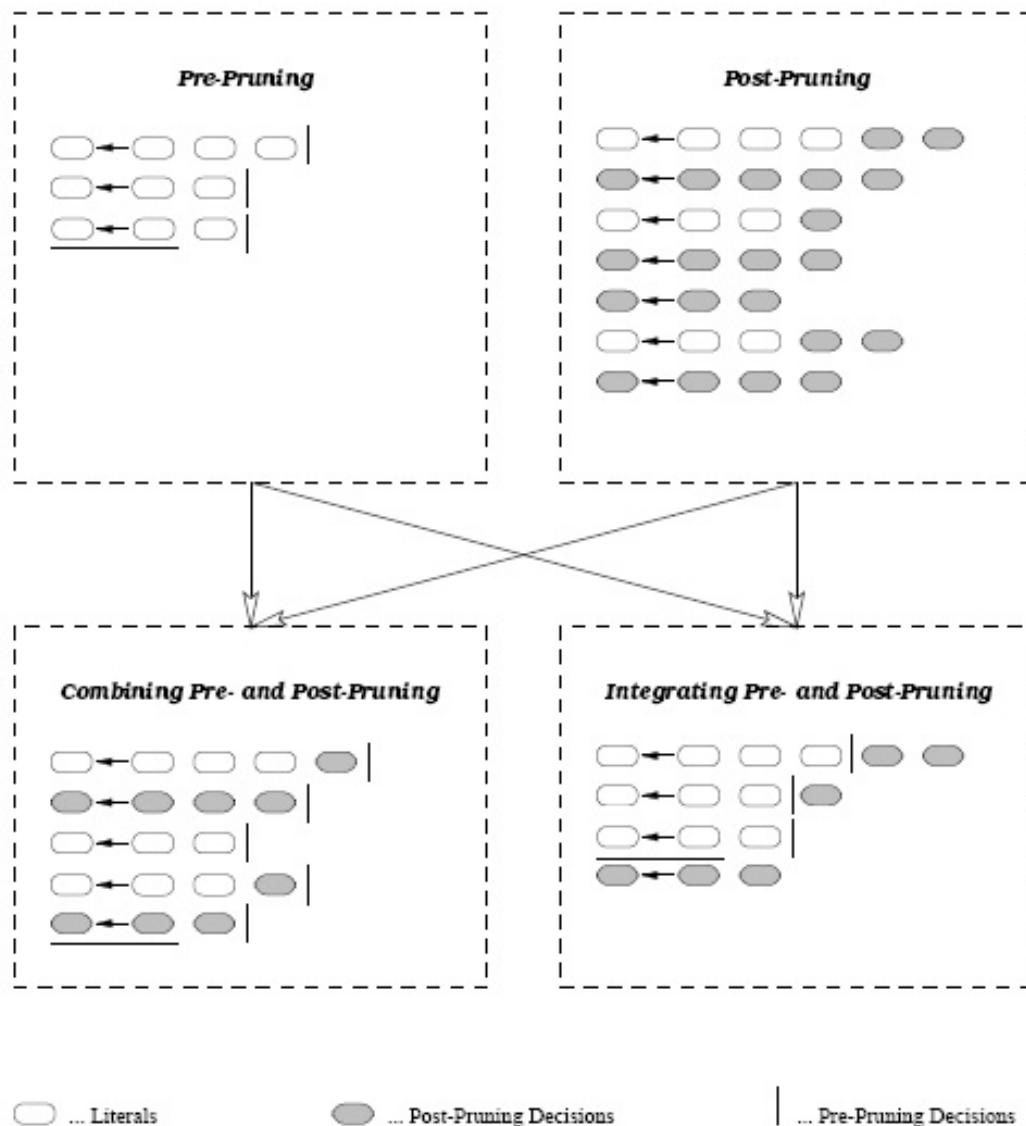 Pre-Pruning
Post-Pruning
Combining Pre- and Post-Pruning
Integrating Pre- and Post-Pruning
... Literals
... Post-Pruning Decisions
... Pre-Pruning Decisions